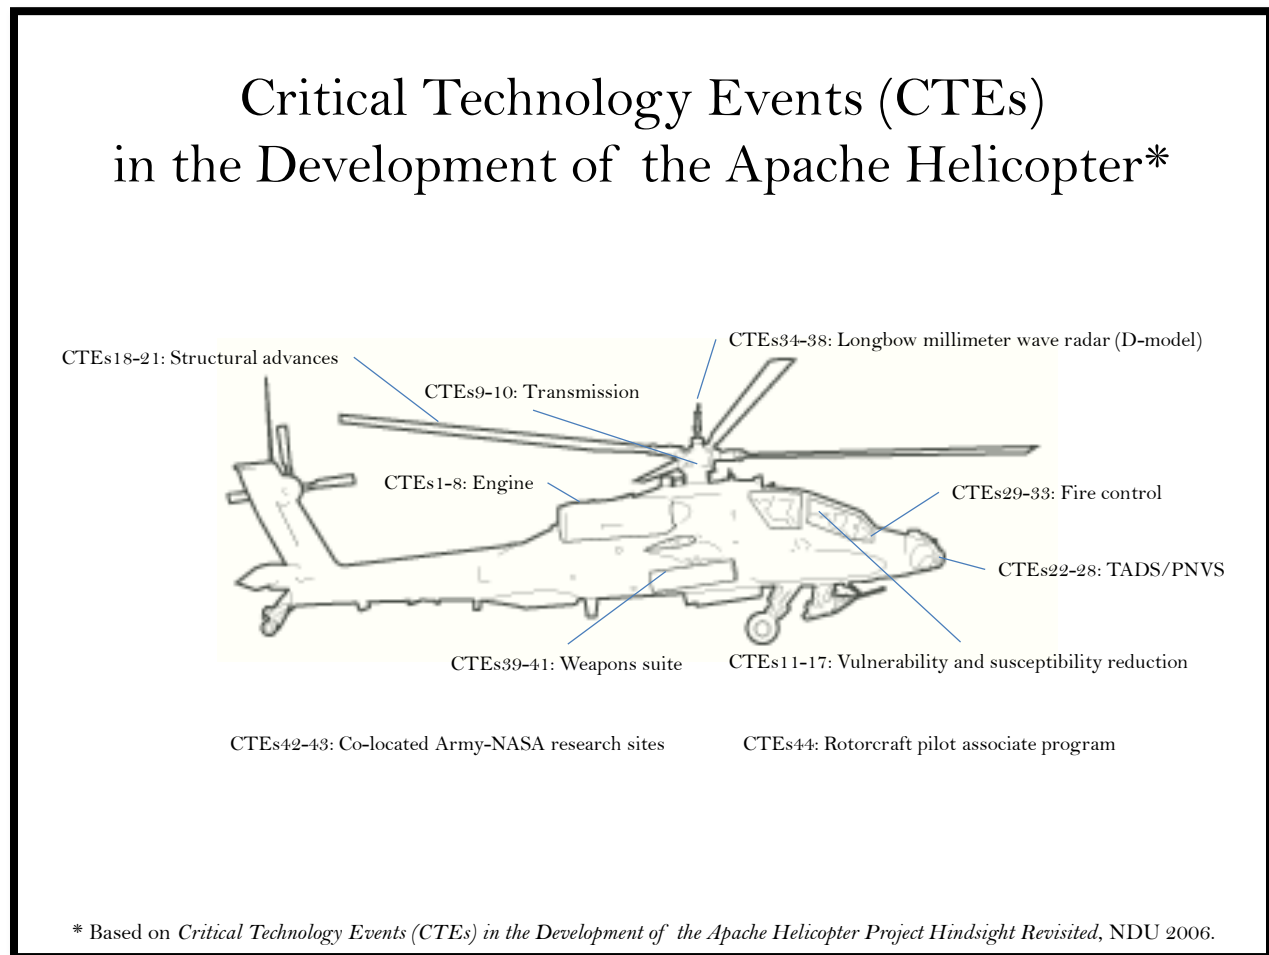 Critical Technology Events (CTEs)
in the Development of the Apache Helicopter*
CTEs34-38: Longbow millimeter wave radar (D-model)
CTEs18-21: Structural advances
CTEs9-10: Transmission
CTEs1-8: Engine
CTEs29-33: Fire control
CTEs22-28: TADS/PNVS
CTEs39-41: Weapons suite
CTEs11-17: Vulnerability and susceptibility reduction
CTEs42-43: Co-located Army-NASA research sites
CTEs44: Rotorcraft pilot associate program
* Based on Critical Technology Events (CTEs) in the Development of the Apache Helicopter Project Hindsight Revisited, NDU 2006.